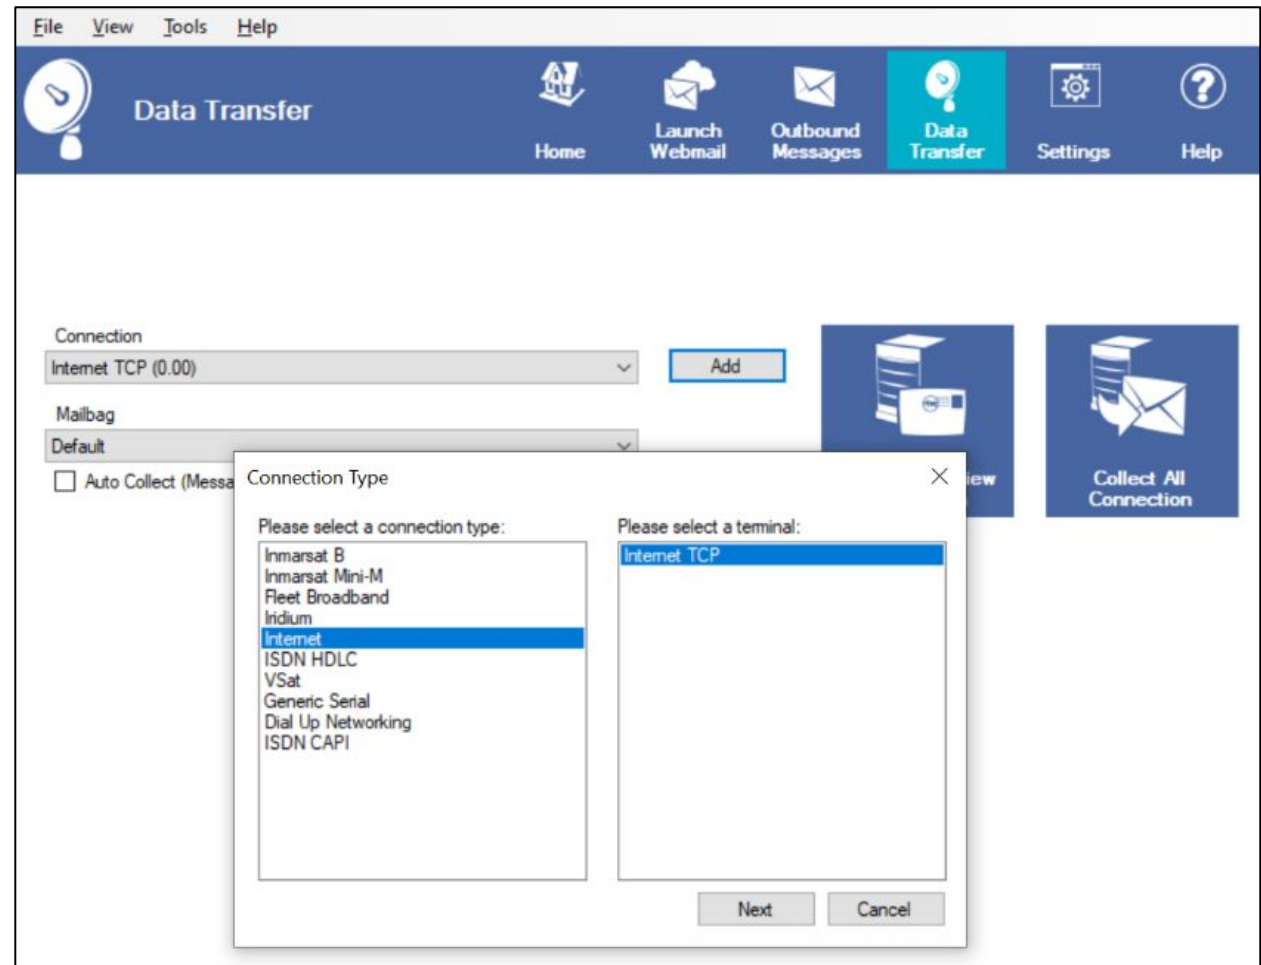 File View Tools Help
Data Transfer
Home
Launch
Webmail
Outbound
Messages
Data
Transfer
Settings
Help
Connection
Internet TCP (0.00)
Add
Mailbag
Default
Auto Collect (Messa
iew
Collect All
Connection
Connection Type
Please select a connection type:
Inmarsat B
Inmarsat Mini-M
Fleet Broadband
Iridium
Internet
ISDN HDLC
VSat
Generic Serial
Dial Up Networking
ISDN CAPI
Please select a terminal:
Internet TCP
Next
Cancel